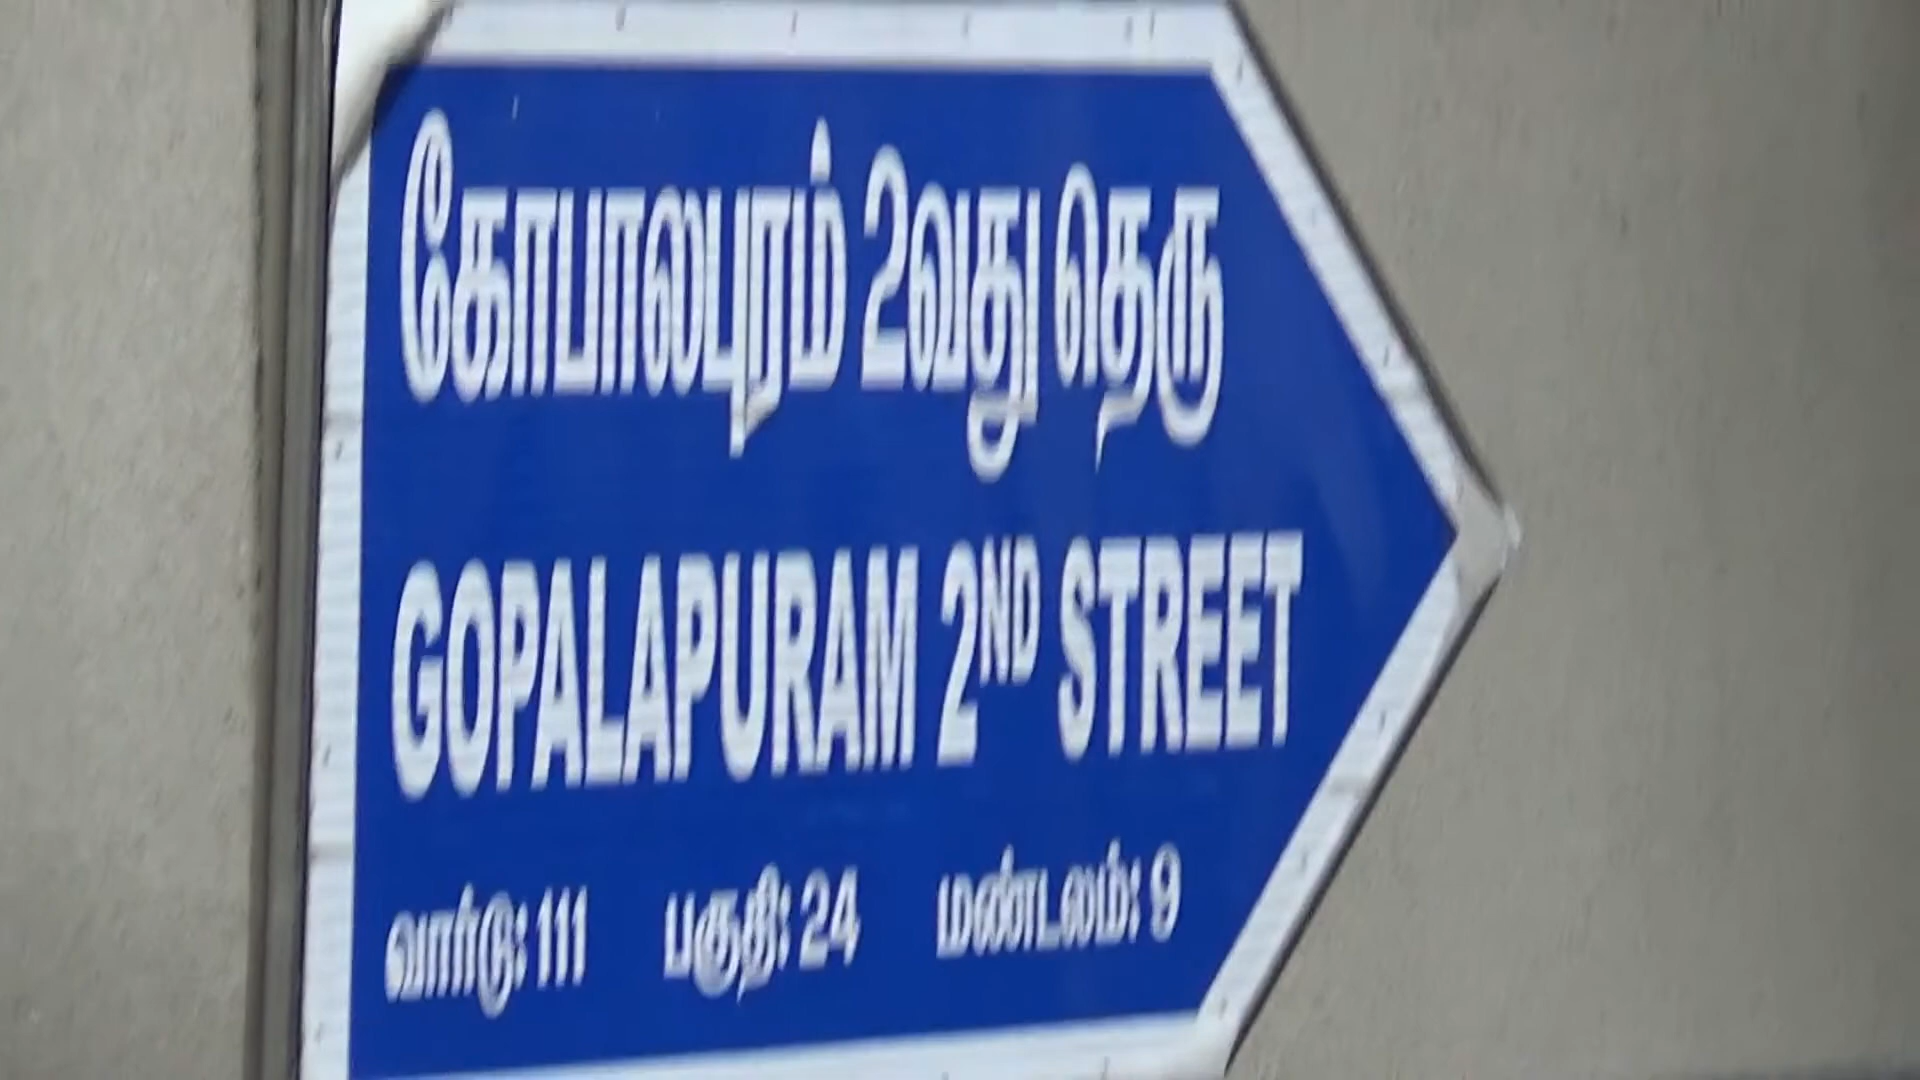 கோபாலபுரம் 2வது தெரு
GOPALAPURAM 2ND STREET
வார்டு: 111 பகுதி: 24 மண்டலம்: 9